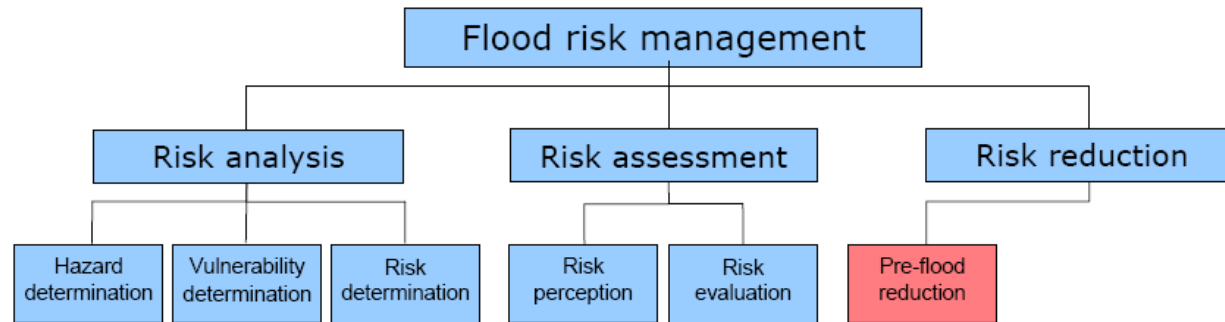 Flood risk management
Risk analysis
Risk assessment
Risk reduction
Hazard
determination
Vulnerability
determination
Risk
determination
Risk
perception
Risk
evaluation
Pre-flood
reduction